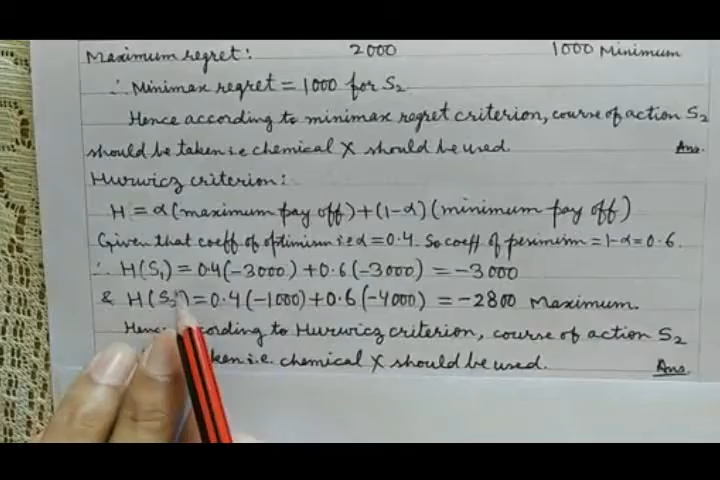 Maximum regret: 2000 1000 Minimum
∴ Minimax regret = 1000 for S₂
Hence according to minimax regret criterion, course of action S₂
should be taken i.e chemical X should be used. Ans.
Hurwicz criterion:
H = α(maximum pay off) + (1-α) (minimum pay off)
Given that coeff of optimism i.e α = 0.4. So coeff of pessimism = 1-α = 0.6.
∴ H(S₁) = 0.4(-3000) + 0.6(-3000) = -3000
& H(S₂) = 0.4(-1000) + 0.6(-4000) = -2800 Maximum.
Hence according to Hurwicz criterion, course of action S₂
taken i.e. chemical X should be used. Ans.